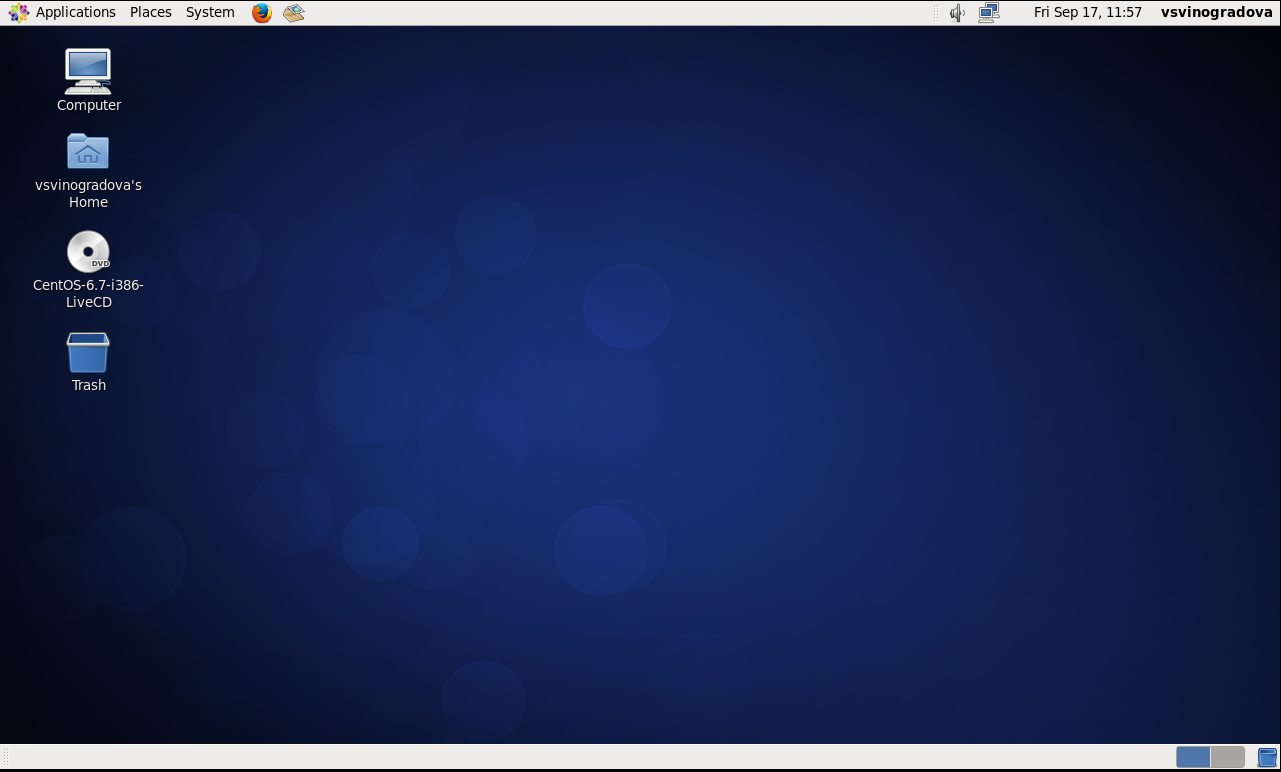 Applications Places System
Fri Sep 17, 11:57 vsvinogradova
Computer
vsvinogradova's
Home
DVD
CentOS-6.7-i386-
LiveCD
Trash